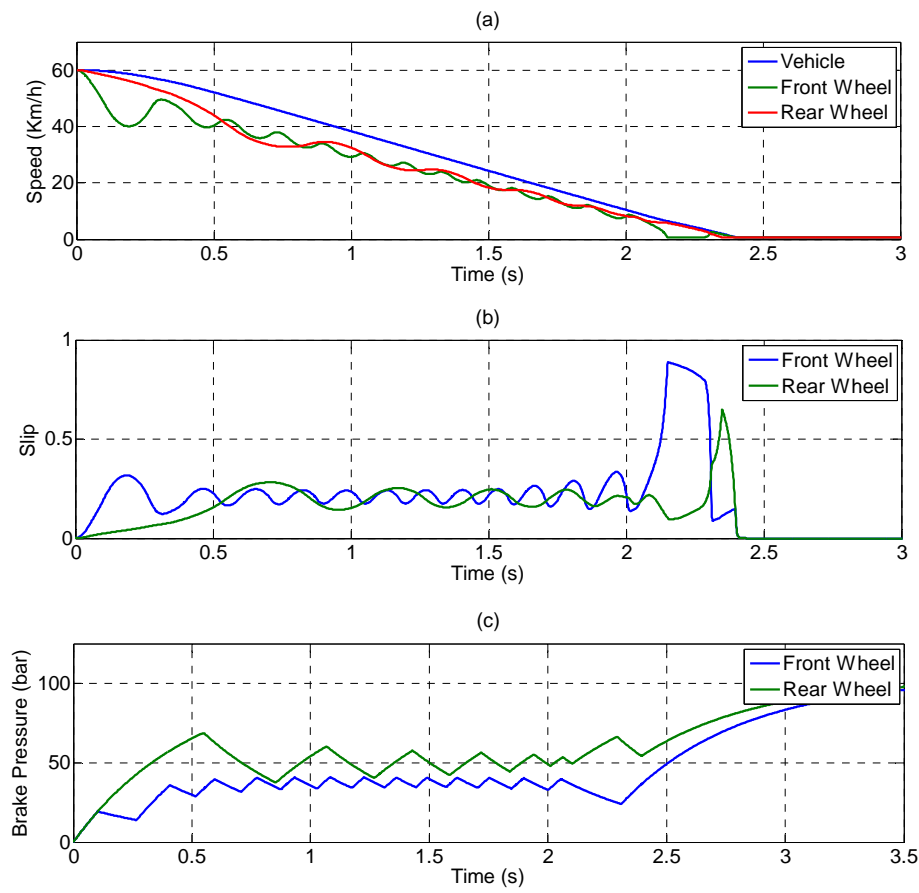 (a)
Speed (Km/h)
60
40
20
0
Vehicle
Front Wheel
Rear Wheel
0 0.5 1 1.5 2 2.5 3
Time (s)
(b)
Slip
1
0.5
0
Front Wheel
Rear Wheel
0 0.5 1 1.5 2 2.5 3
Time (s)
(c)
Brake Pressure (bar)
100
50
0
Front Wheel
Rear Wheel
0 0.5 1 1.5 2 2.5 3 3.5
Time (s)